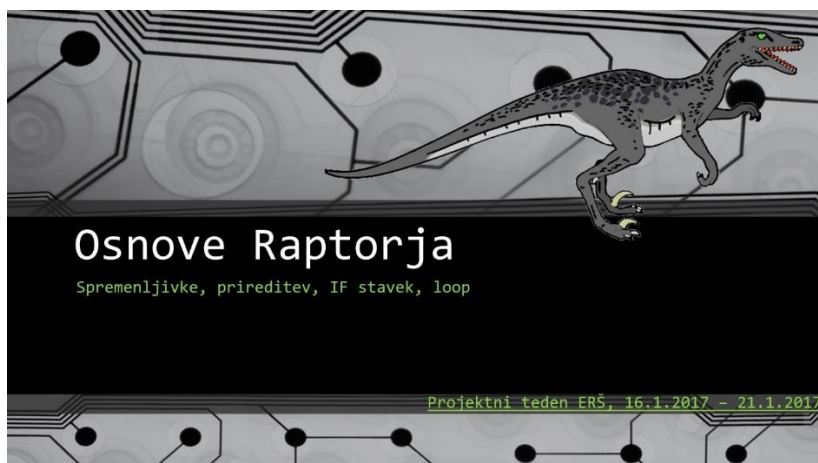 Osnove Raptorja
Spremenljivke, prireditev, IF stavek, loop
Projektni teden ERŠ, 16.1.2017 – 21.1.2017